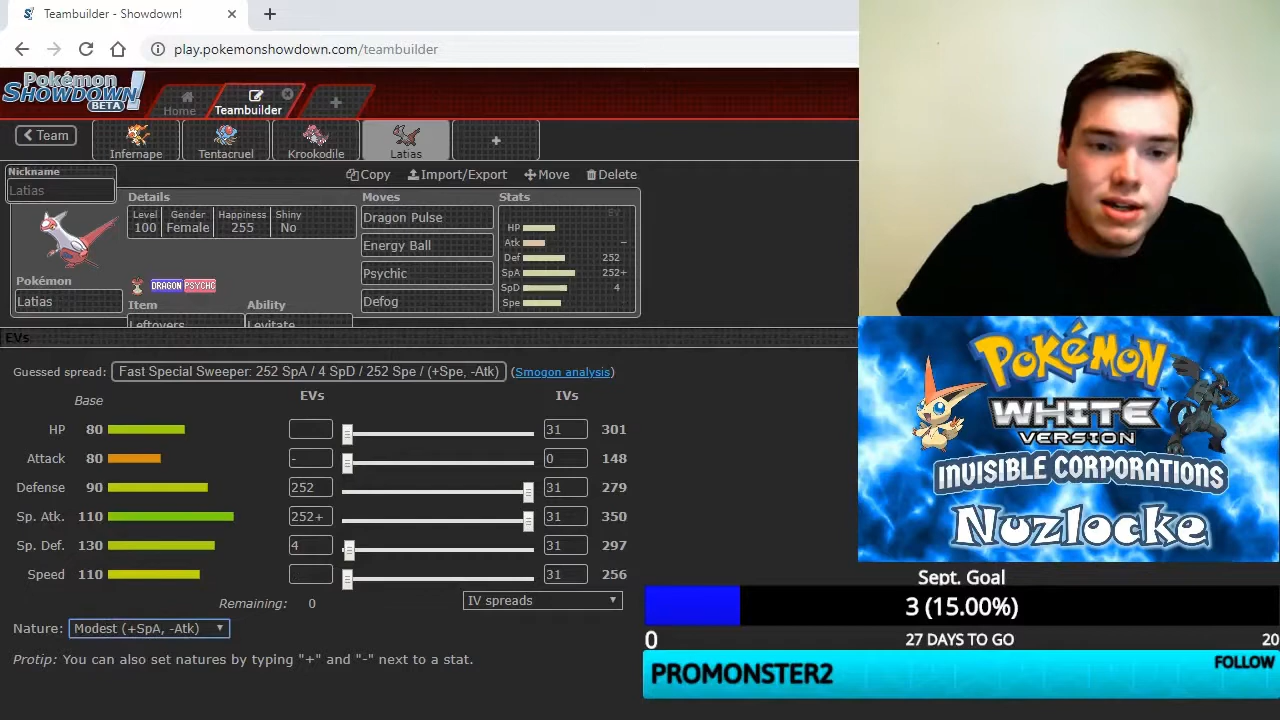 Teambuilder - Showdown!
play.pokemonshowdown.com/teambuilder
Pokémon
SHOWDOWN!
BETA
Home
Teambuilder
Team
Infernape
Tentacruel
Krookodile
Latias
Copy
Import/Export
Move
Delete
Nickname
Latias
Details
Level
100
Gender
Female
Happiness
255
Shiny
No
Moves
Dragon Pulse
Energy Ball
Psychic
Defog
Stats
EV
HP
Atk –
Def 252
SpA 252+
SpD 4
Spe
Pokémon
Latias
DRAGON PSYCHC
Item
Leftovers
Ability
Levitate
EVs
Guessed spread: Fast Special Sweeper: 252 SpA / 4 SpD / 252 Spe / (+Spe, -Atk) (Smogon analysis)
Base EVs IVs
HP 80 31 301
Attack 80 - 0 148
Defense 90 252 31 279
Sp. Atk. 110 252+ 31 350
Sp. Def. 130 4 31 297
Speed 110 31 256
Remaining: 0
IV spreads
Nature: Modest (+SpA, -Atk)
Protip: You can also set natures by typing "+" and "-" next to a stat.
POKéMON
WHITE
VERSION
INVISIBLE CORPORATIONS
Nuzlocke
Sept. Goal
3 (15.00%)
0 27 DAYS TO GO 20
PROMONSTER2
FOLLOW